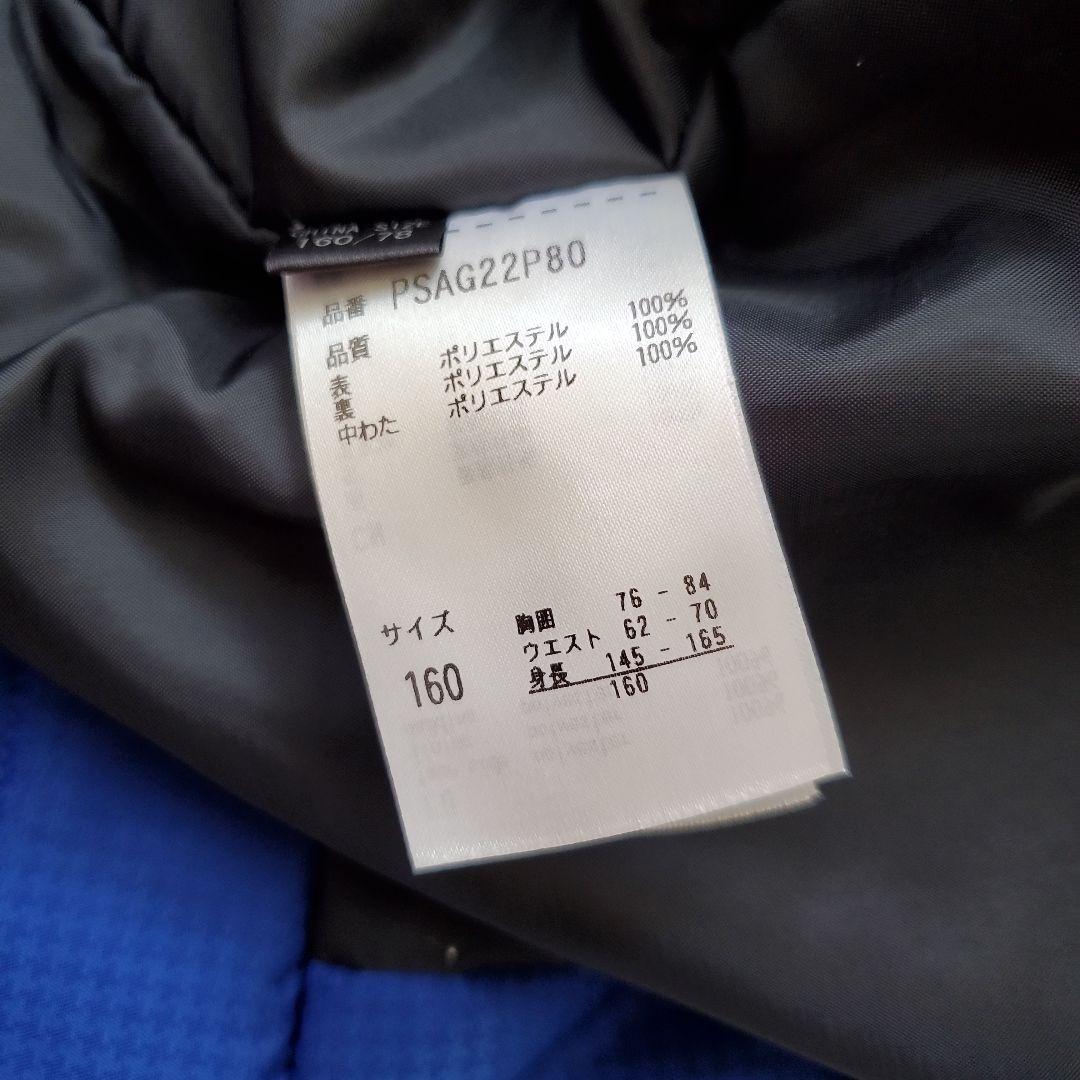 CHINA SIZE
160/76
品番 PSAG22P80
品質
表 ポリエステル 100%
裏 ポリエステル 100%
中わた ポリエステル 100%
サイズ
160
胸囲 76 - 84
ウエスト 62 - 70
身長 145 - 165
160